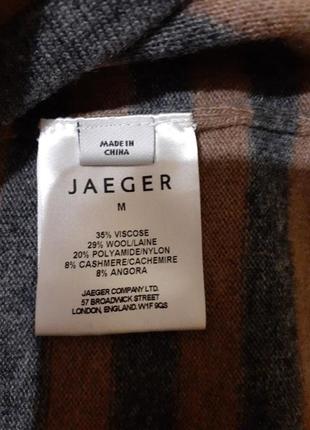 MADE IN
CHINA
JAEGER
M
35% VISCOSE
29% WOOL/LAINE
20% POLYAMIDE/NYLON
8% CASHMERE/CACHEMIRE
8% ANGORA
JAEGER COMPANY LTD.
57 BROADWICK STREET
LONDON, ENGLAND. W1F 9QS